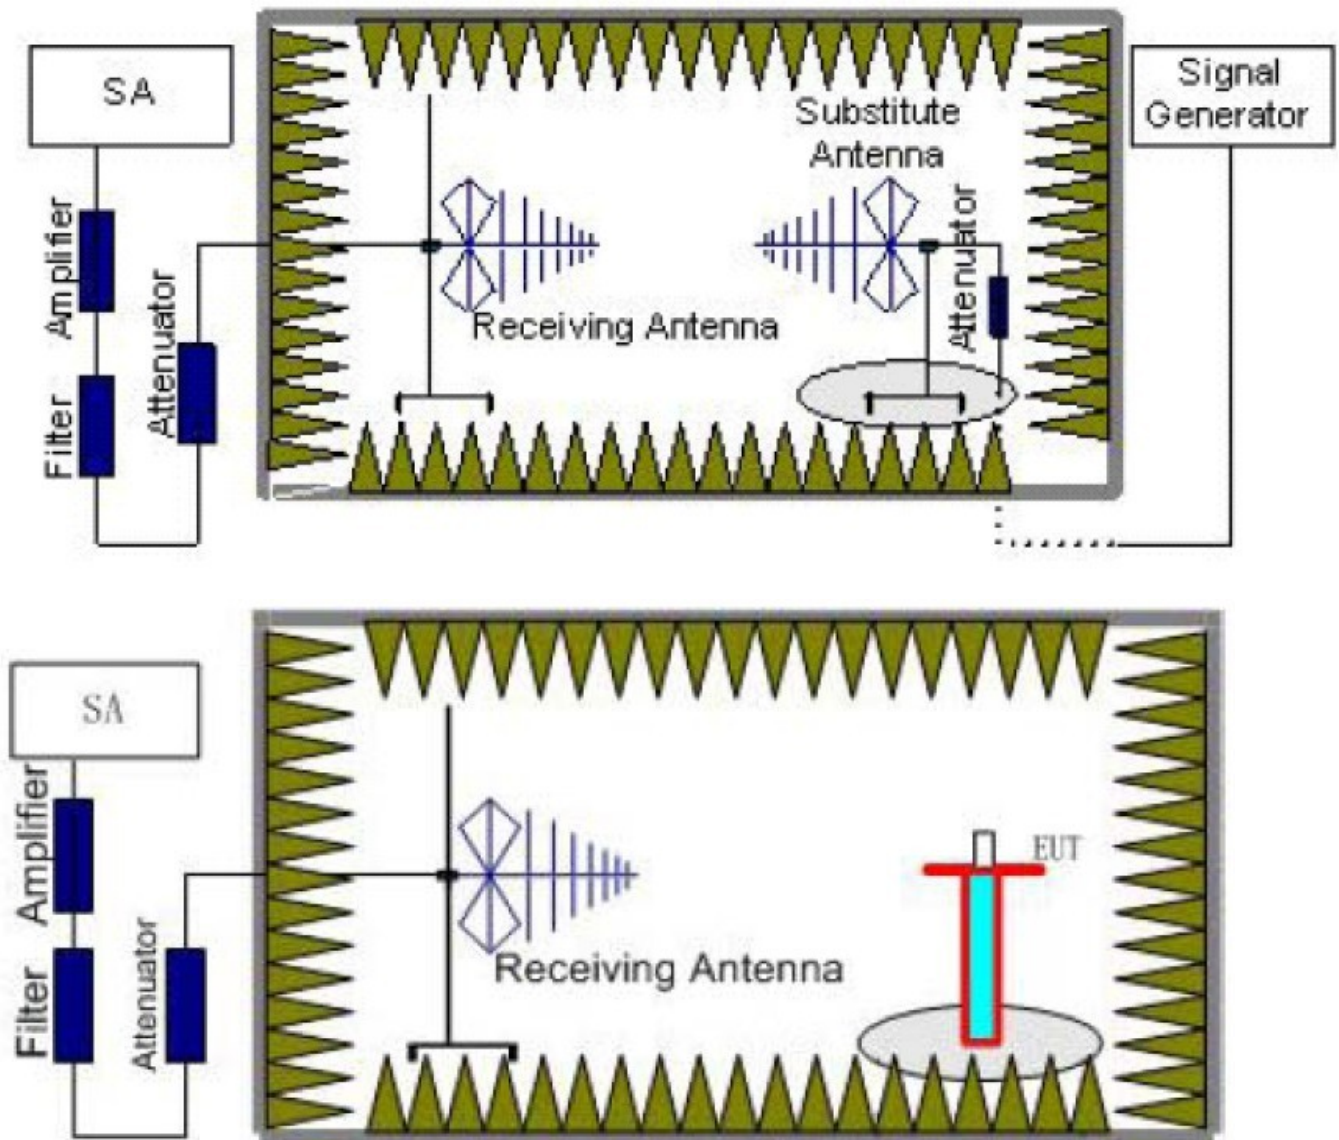 SA
Signal
Generator
Substitute
Antenna
Amplifier
Attenuator
Attenuator
Receiving Antenna
Filter
SA
Amplifier
EUT
Attenuator
Receiving Antenna
Filter